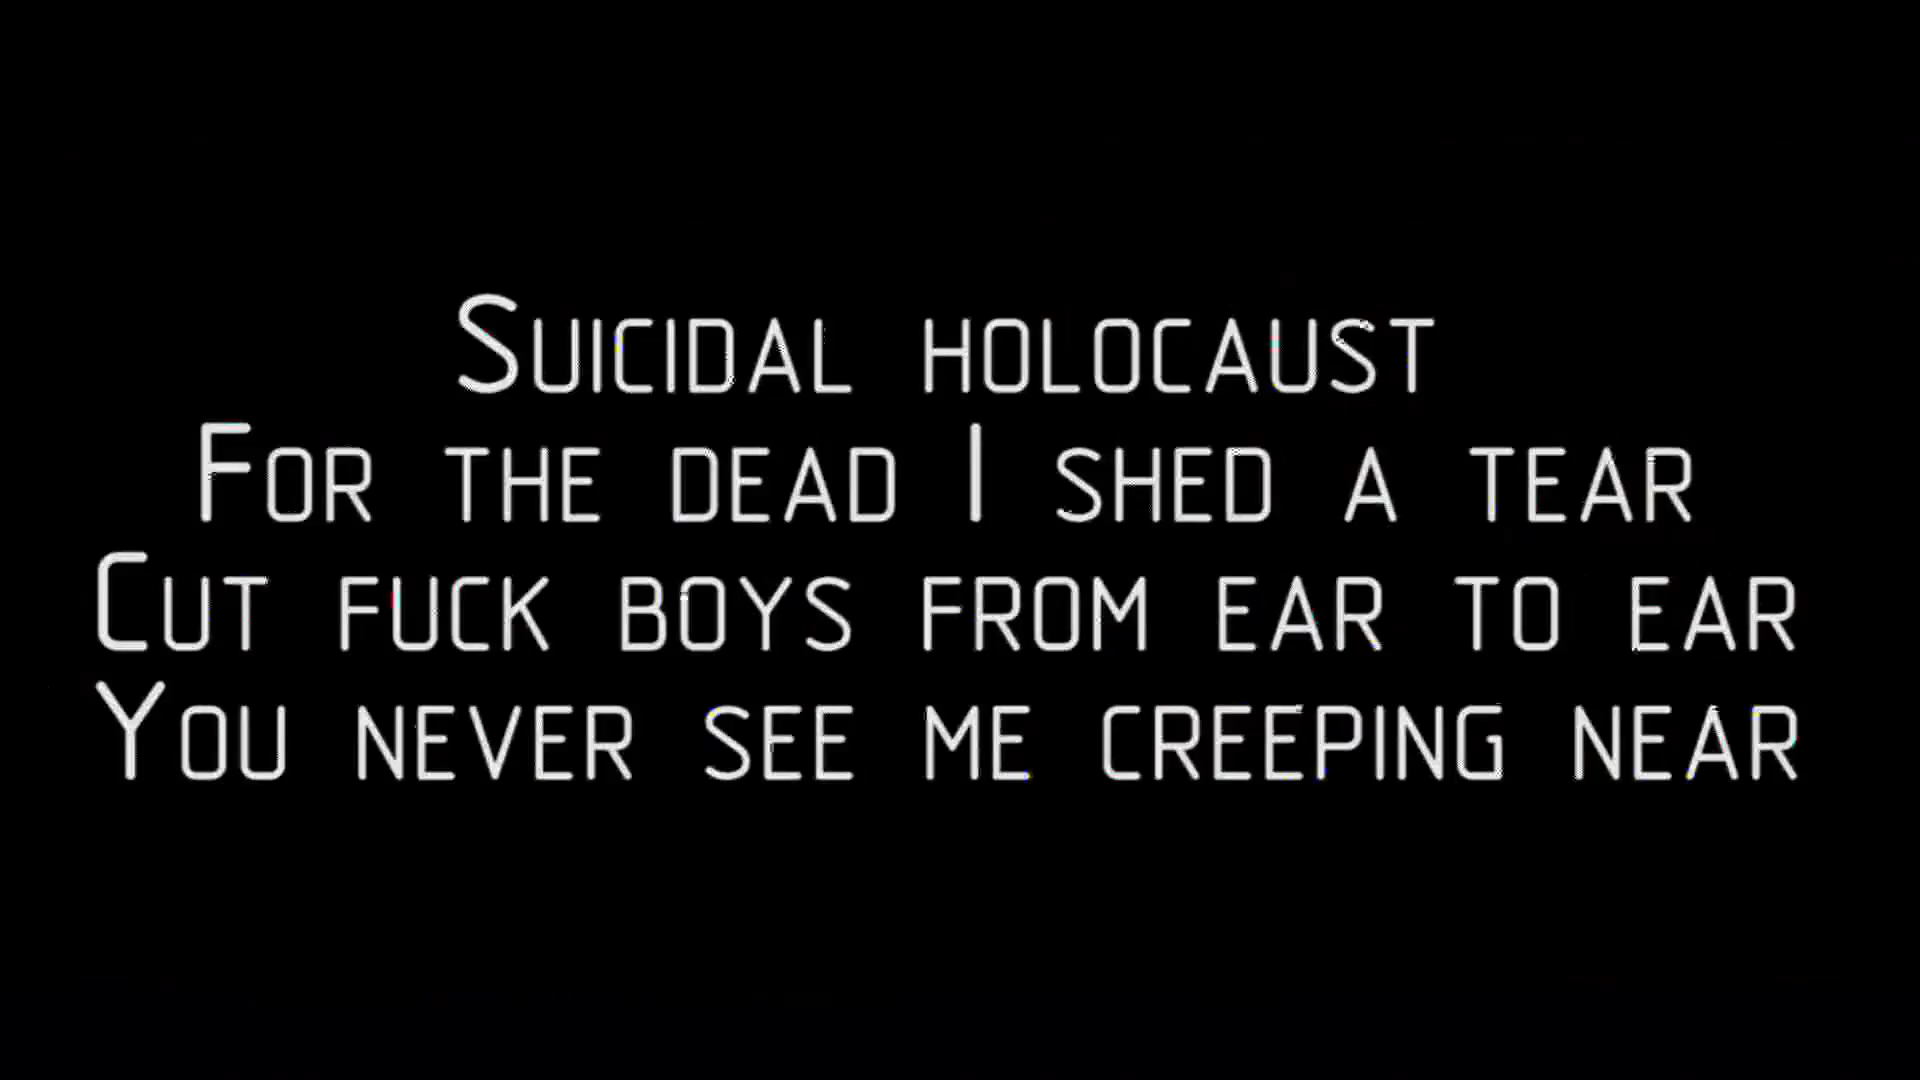 Suicidal holocaust
For the dead I shed a tear
Cut fuck boys from ear to ear
You never see me creeping near